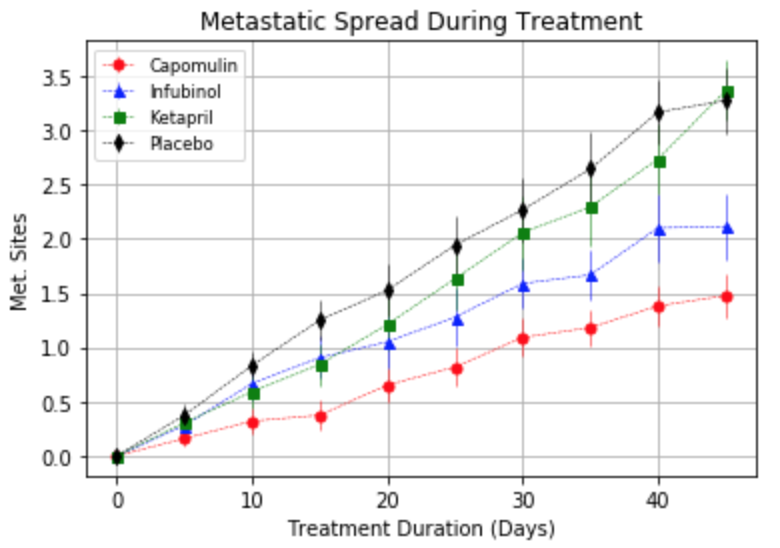 Metastatic Spread During Treatment
Capomulin
Infubinol
Ketapril
Placebo
3.5
3.0
2.5
2.0
1.5
1.0
0.5
0.0
Met. Sites
0 10 20 30 40
Treatment Duration (Days)